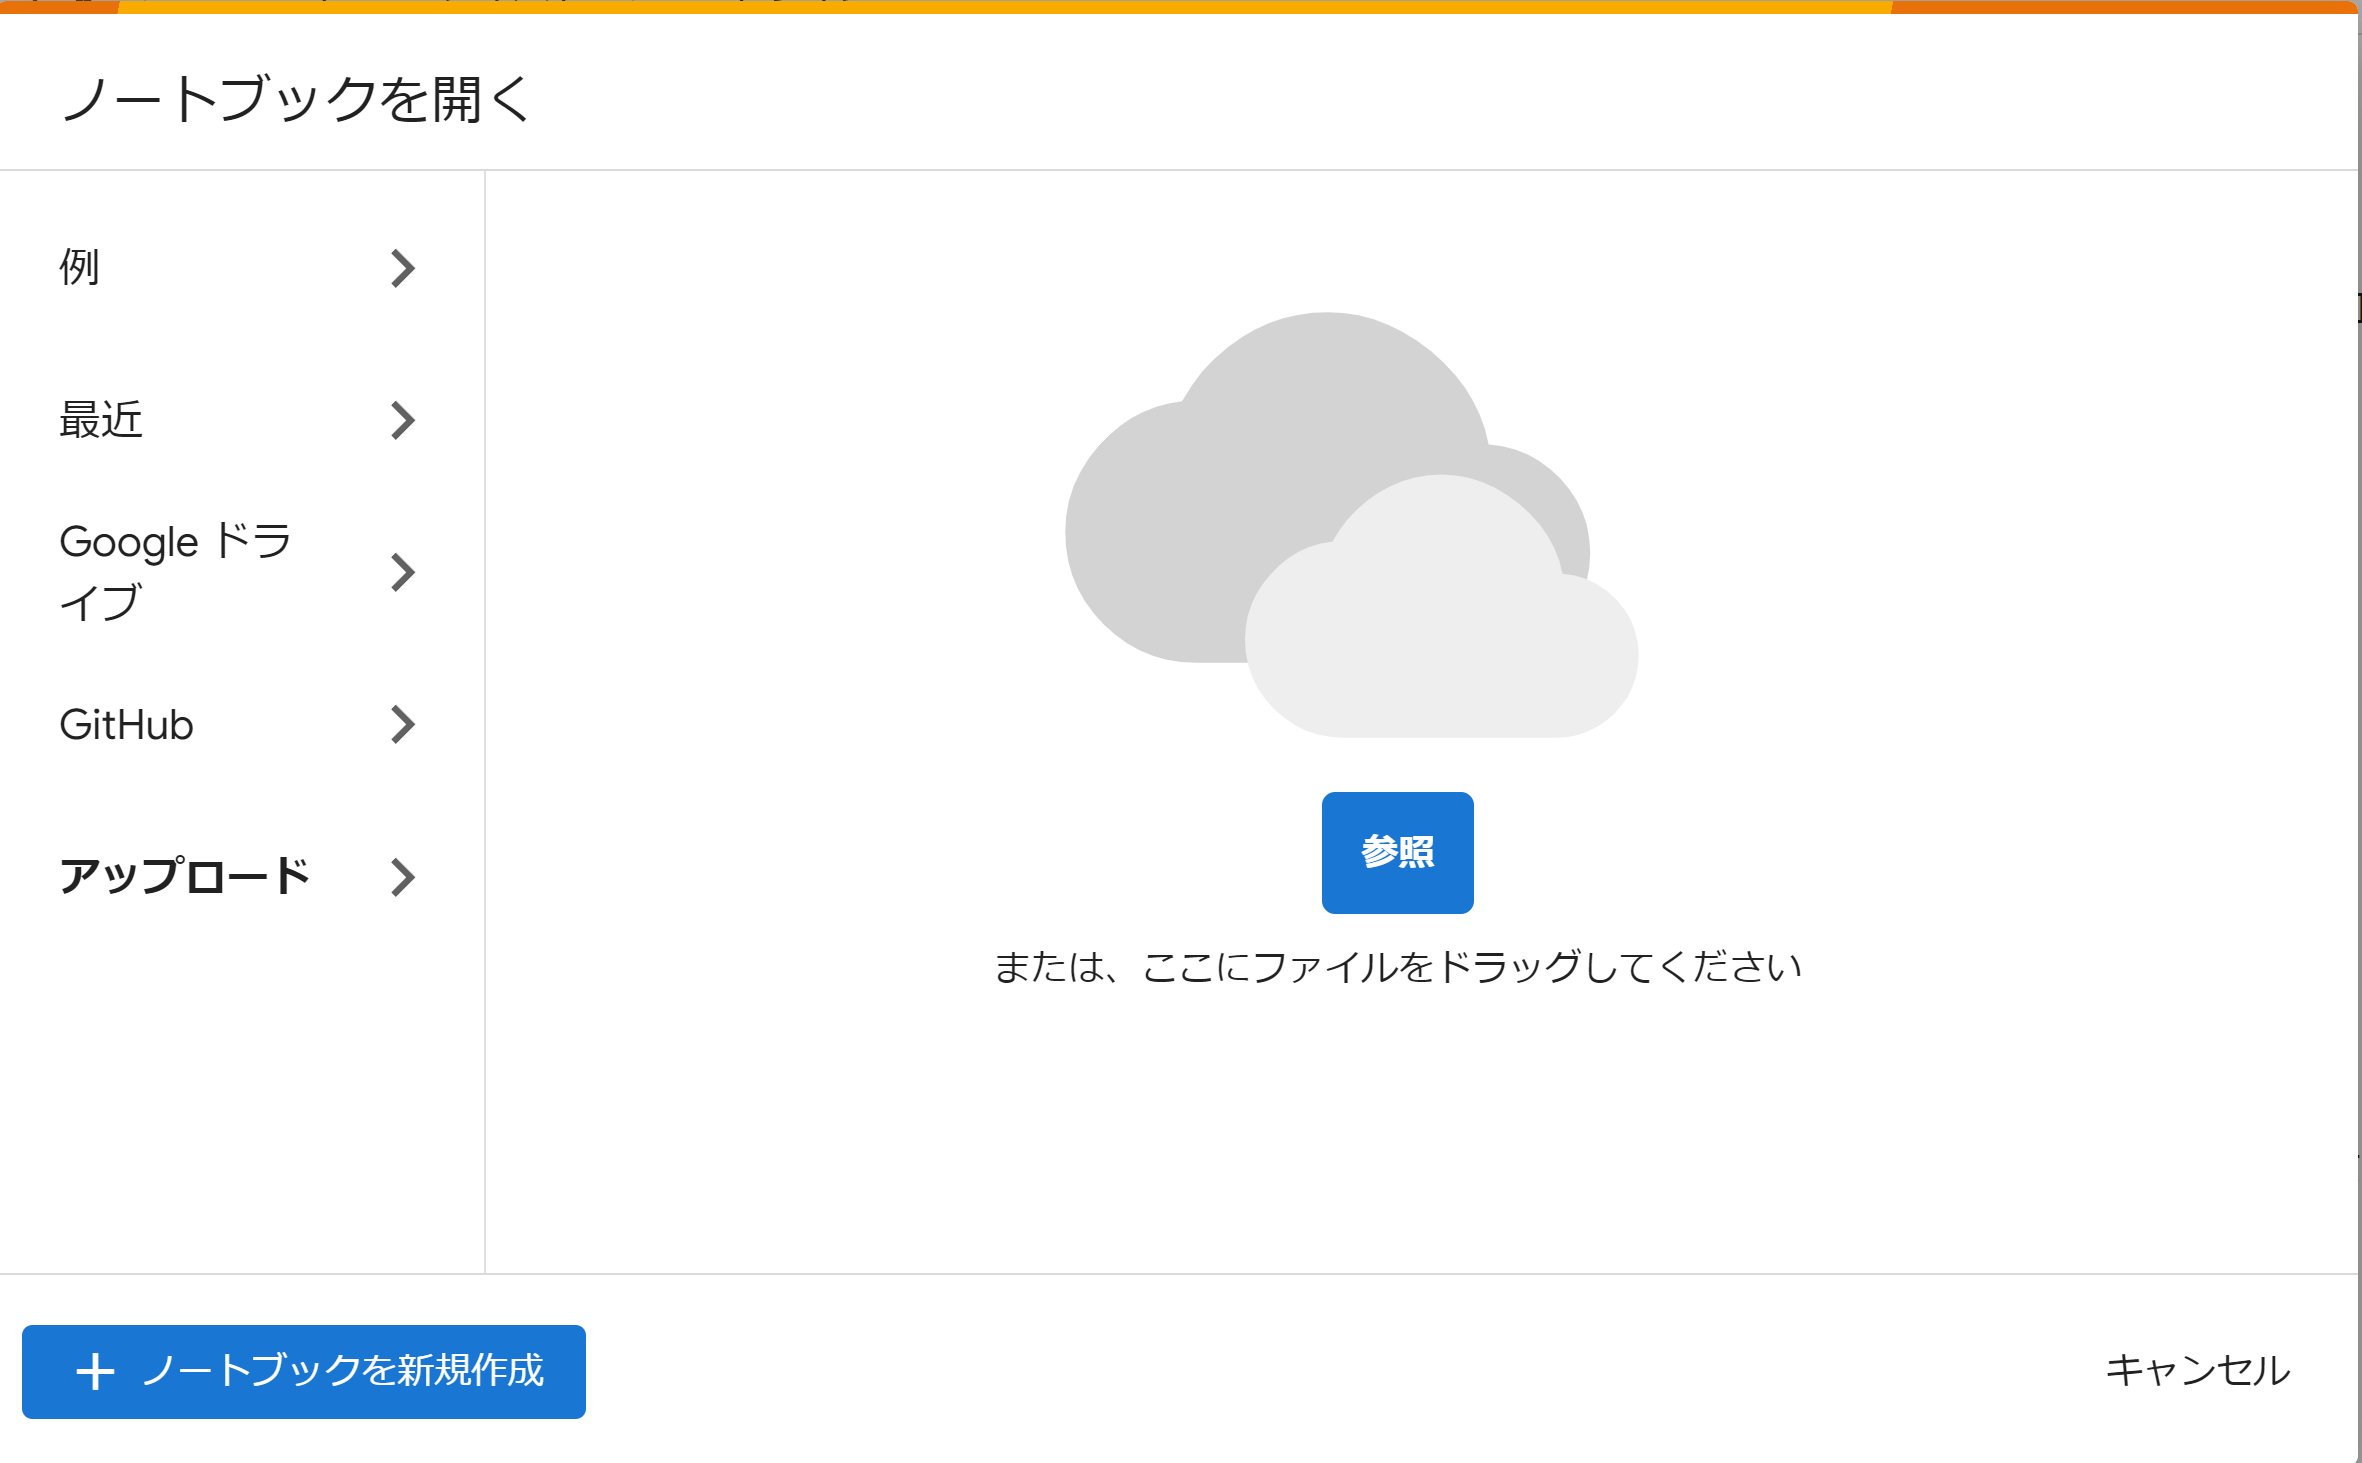 ノートブックを開く
例
最近
Google ドラ
イブ
GitHub
アップロード
参照
または、ここにファイルをドラッグしてください
ノートブックを新規作成
キャンセル